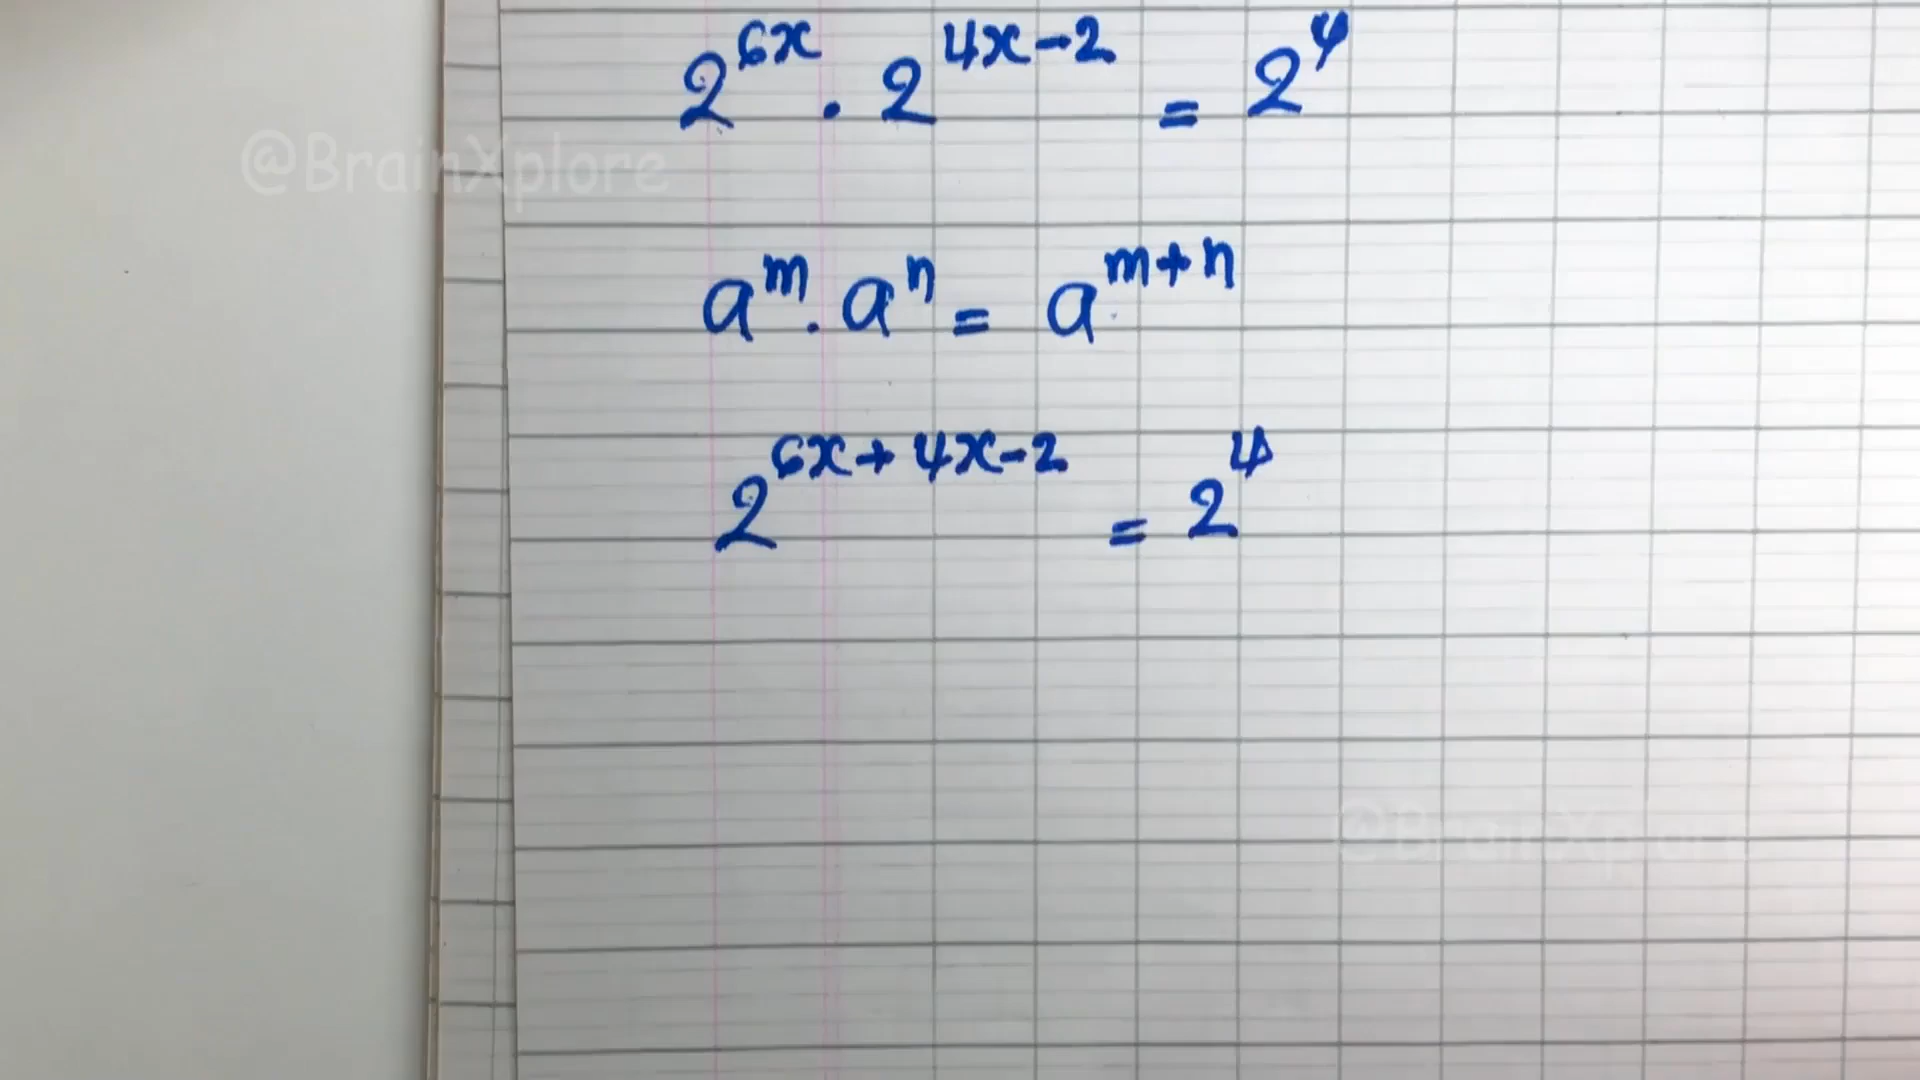 2^{6x} . 2^{4x-2} = 2^4
@BrainXplore
a^m . a^n = a^{m+n}
2^{6x+4x-2} = 2^4
@BrainXplore